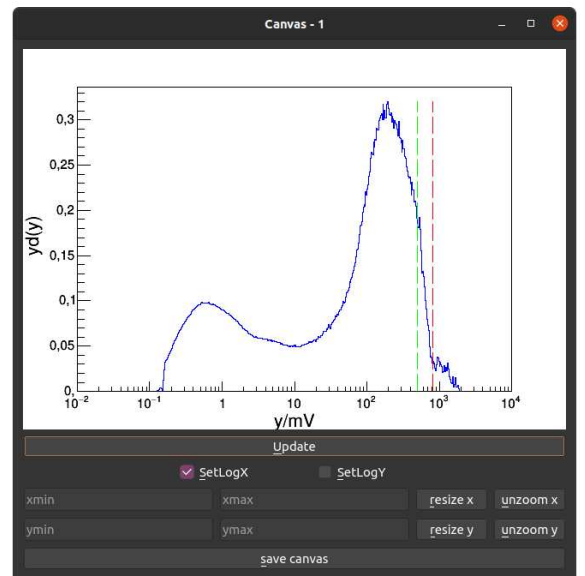 Canvas - 1
0,3
0,25
0,2
0,15
0,1
0,05
0,
yd(y)
10⁻² 10⁻¹ 1 10 10² 10³ 10⁴
y/mV
Update
SetLogX SetLogY
xmin xmax resize x unzoom x
ymin ymax resize y unzoom y
save canvas